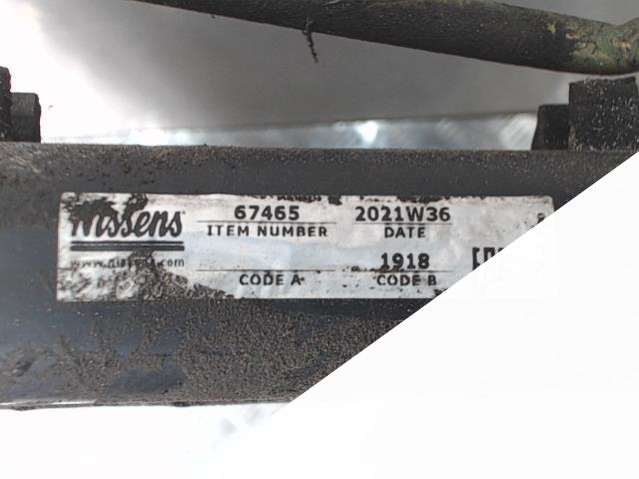 Nissens
67465 2021W36
ITEM NUMBER DATE
1918
CODE A CODE B